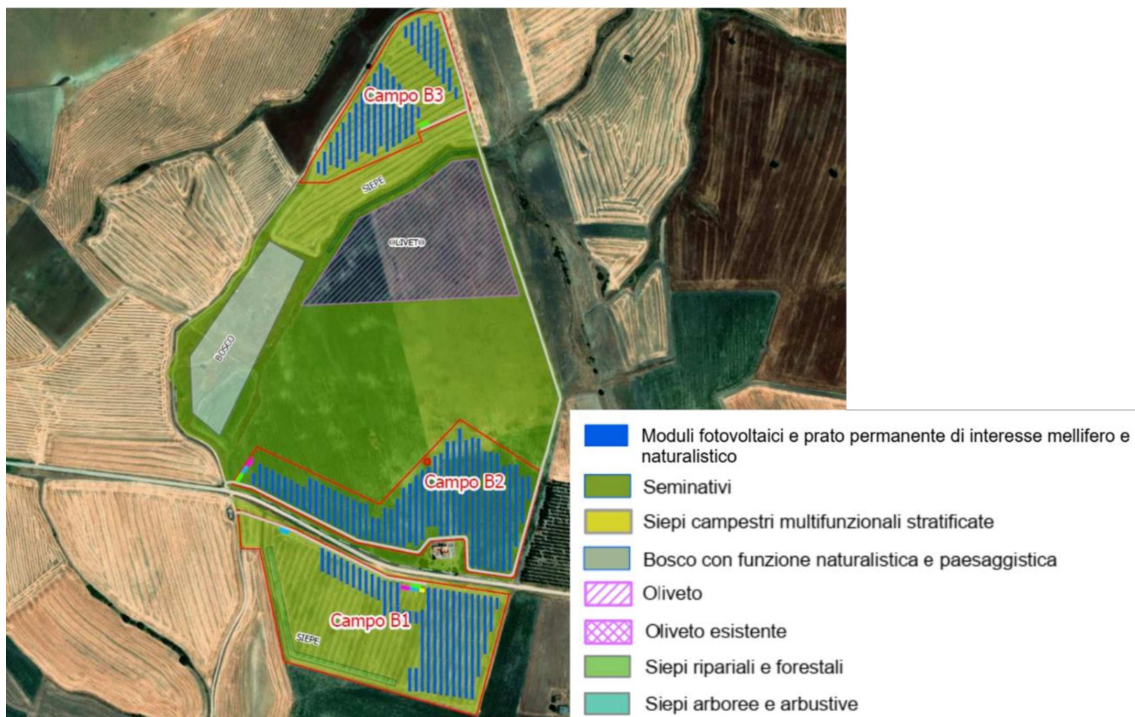 Campo B3
SIEPE
OLIVETO
BOSCO
Campo B2
Campo B1
SIEPE
Moduli fotovoltaici e prato permanente di interesse mellifero e
naturalistico
Seminativi
Siepi campestri multifunzionali stratificate
Bosco con funzione naturalistica e paesaggistica
Oliveto
Oliveto esistente
Siepi ripariali e forestali
Siepi arboree e arbustive